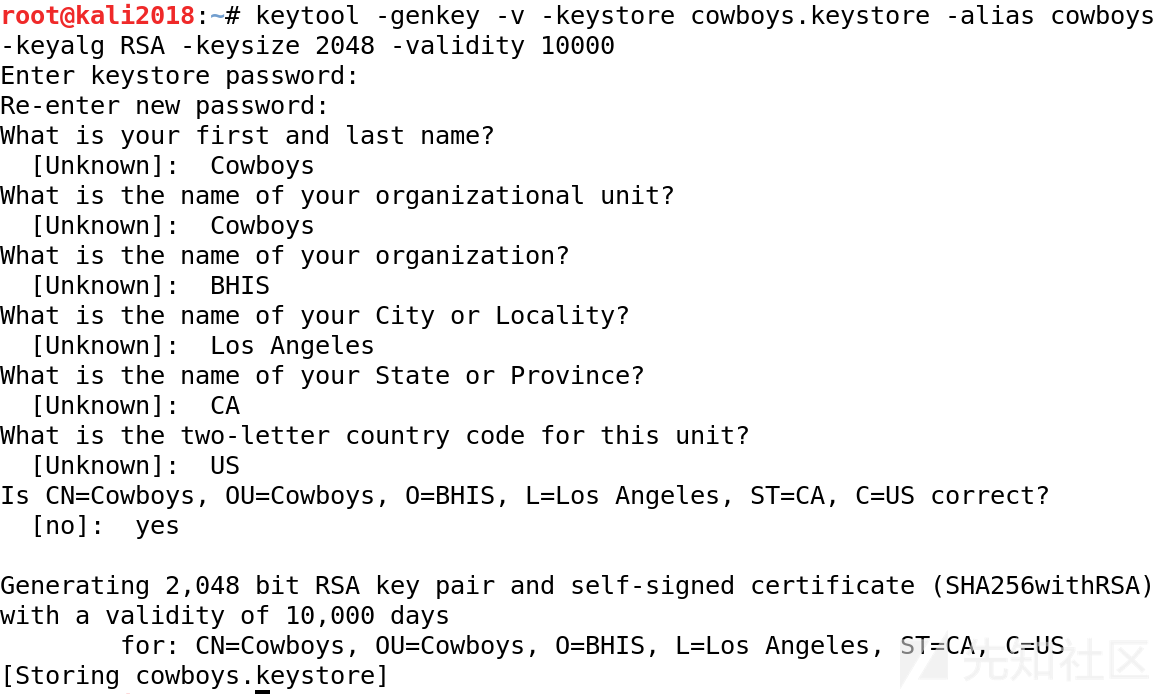 root@kali2018:~# keytool -genkey -v -keystore cowboys.keystore -alias cowboys
-keyalg RSA -keysize 2048 -validity 10000
Enter keystore password:
Re-enter new password:
What is your first and last name?
  [Unknown]:  Cowboys
What is the name of your organizational unit?
  [Unknown]:  Cowboys
What is the name of your organization?
  [Unknown]:  BHIS
What is the name of your City or Locality?
  [Unknown]:  Los Angeles
What is the name of your State or Province?
  [Unknown]:  CA
What is the two-letter country code for this unit?
  [Unknown]:  US
Is CN=Cowboys, OU=Cowboys, O=BHIS, L=Los Angeles, ST=CA, C=US correct?
  [no]:  yes

Generating 2,048 bit RSA key pair and self-signed certificate (SHA256withRSA)
with a validity of 10,000 days
        for: CN=Cowboys, OU=Cowboys, O=BHIS, L=Los Angeles, ST=CA, C=US
[Storing cowboys.keystore]
先知社区